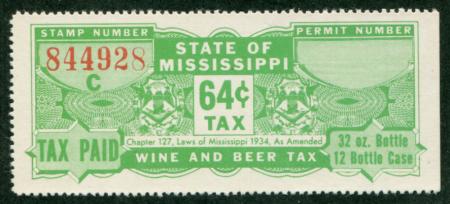 STAMP NUMBER
844928
C
STATE OF
MISSISSIPPI
64¢
TAX
PERMIT NUMBER
TAX PAID
Chapter 127, Laws of Mississippi 1934, As Amended
WINE AND BEER TAX
32 oz. Bottle
12 Bottle Case